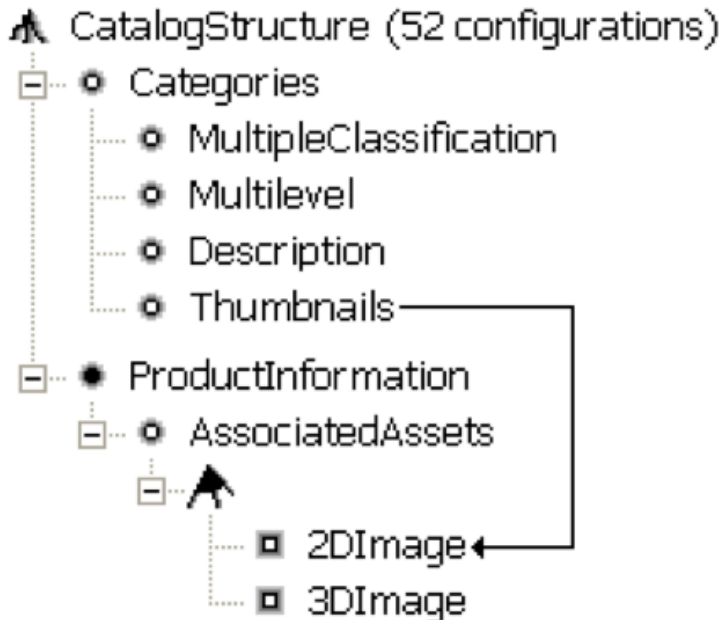 CatalogStructure (52 configurations)
Categories
MultipleClassification
Multilevel
Description
Thumbnails
ProductInformation
AssociatedAssets
2DImage
3DImage